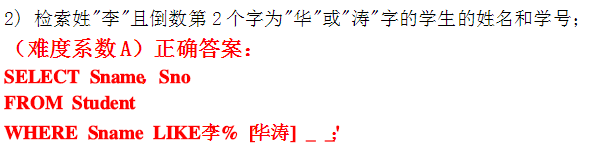 2) 检索姓"李"且倒数第2个字为"华"或"涛"字的学生的姓名和学号;
(难度系数A)正确答案:
SELECT Sname, Sno
FROM Student
WHERE Sname LIKE李% [华涛] _ _;'